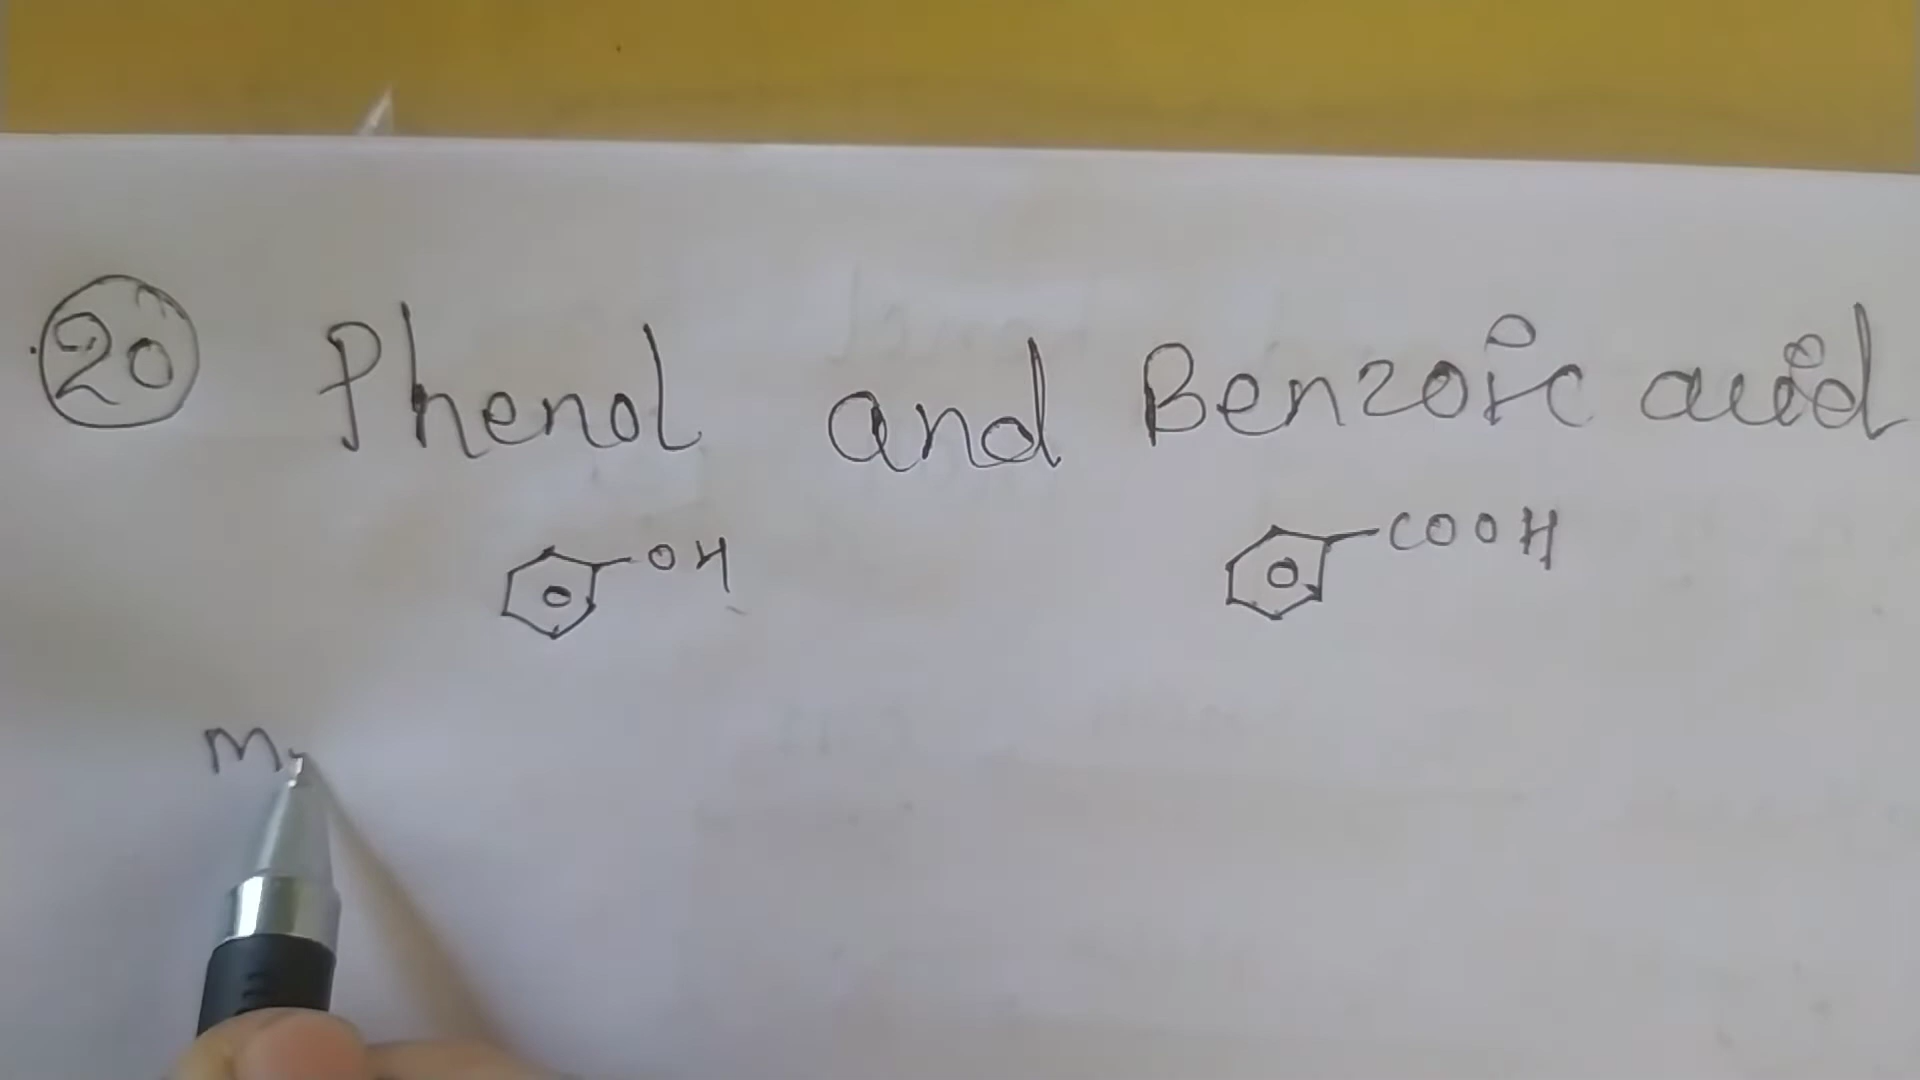 20 Phenol and Benzoic acid
OH COOH
M